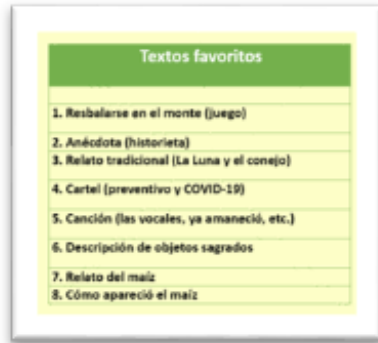 Textos favoritos
1. Resbalarse en el monte (juego)
2. Anécdota (historieta)
3. Relato tradicional (La Luna y el conejo)
4. Cartel (preventivo y COVID-19)
5. Canción (las vocales, ya amaneció, etc.)
6. Descripción de objetos sagrados
7. Relato del maíz
8. Cómo apareció el maíz